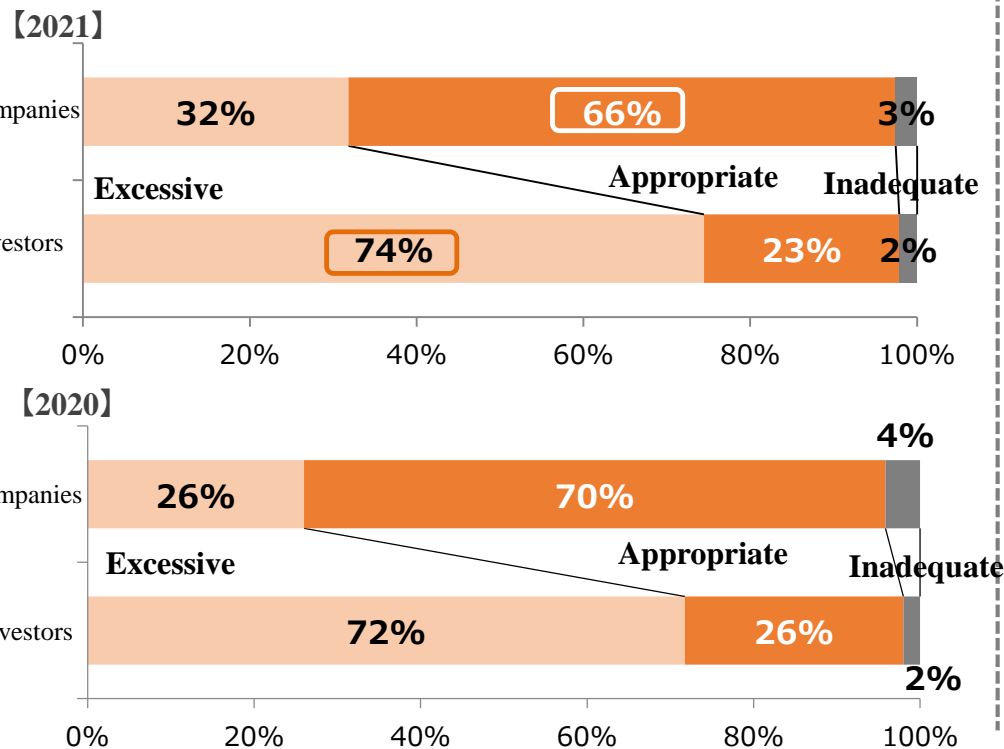 【2021】
mpanies 32% 66% 3%
Excessive Appropriate Inadequate
vestors 74% 23% 2%
0% 20% 40% 60% 80% 100%
【2020】
4%
mpanies 26% 70%
Excessive Appropriate Inadequate
vestors 72% 26%
2%
0% 20% 40% 60% 80% 100%